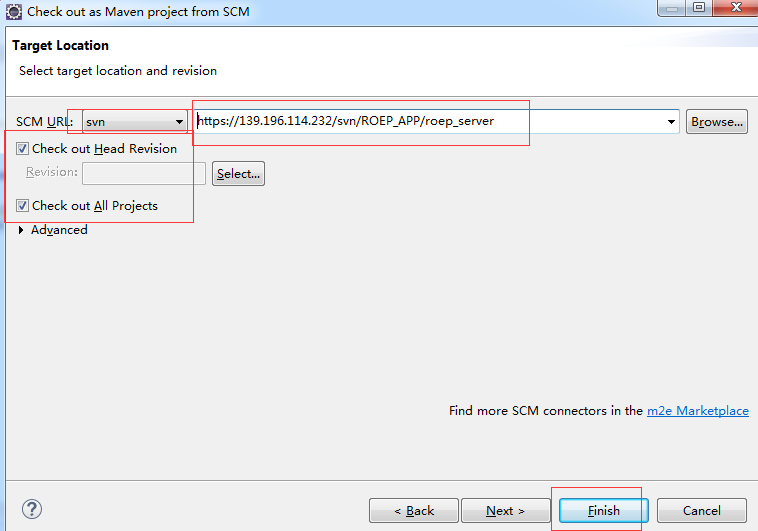 Check out as Maven project from SCM
Target Location
Select target location and revision
SCM URL: svn https://139.196.114.232/svn/ROEP_APP/roep_server Browse...
Check out Head Revision
Revision: Select...
Check out All Projects
Advanced
Find more SCM connectors in the m2e Marketplace
? < Back Next > Finish Cancel